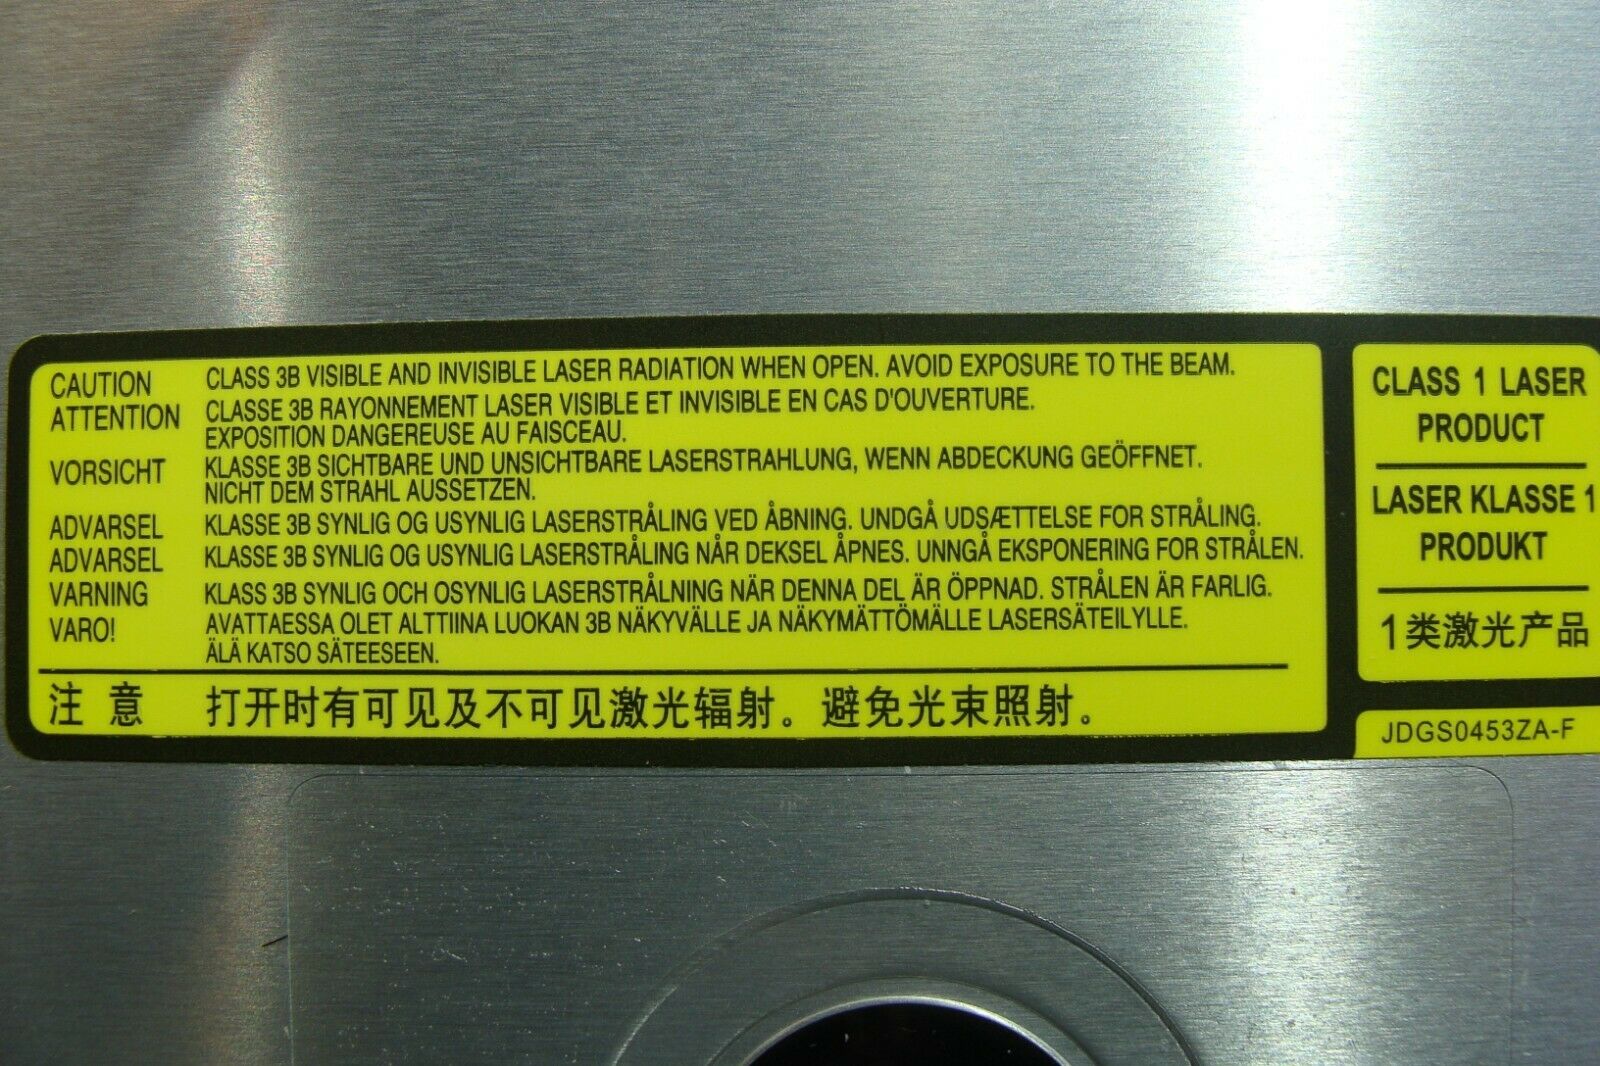 CAUTION CLASS 3B VISIBLE AND INVISIBLE LASER RADIATION WHEN OPEN. AVOID EXPOSURE TO THE BEAM.
ATTENTION CLASSE 3B RAYONNEMENT LASER VISIBLE ET INVISIBLE EN CAS D'OUVERTURE.
EXPOSITION DANGEREUSE AU FAISCEAU.
VORSICHT KLASSE 3B SICHTBARE UND UNSICHTBARE LASERSTRAHLUNG, WENN ABDECKUNG GEÖFFNET.
NICHT DEM STRAHL AUSSETZEN.
ADVARSEL KLASSE 3B SYNLIG OG USYNLIG LASERSTRÅLING VED ÅBNING. UNDGÅ UDSÆTTELSE FOR STRÅLING.
ADVARSEL KLASSE 3B SYNLIG OG USYNLIG LASERSTRÅLING NÅR DEKSEL ÅPNES. UNNGÅ EKSPONERING FOR STRÅLEN.
VARNING KLASS 3B SYNLIG OCH OSYNLIG LASERSTRÅLNING NÄR DENNA DEL ÄR ÖPPNAD. STRÅLEN ÄR FARLIG.
VARO! AVATTAESSA OLET ALTTIINA LUOKAN 3B NÄKYVÄLLE JA NÄKYMÄTTÖMÄLLE LASERSÄTEILYLLE.
ÄLÄ KATSO SÄTEESEEN.
注 意 打开时有可见及不可见激光辐射。避免光束照射。
CLASS 1 LASER
PRODUCT
LASER KLASSE 1
PRODUKT
1类激光产品
JDGS0453ZA-F